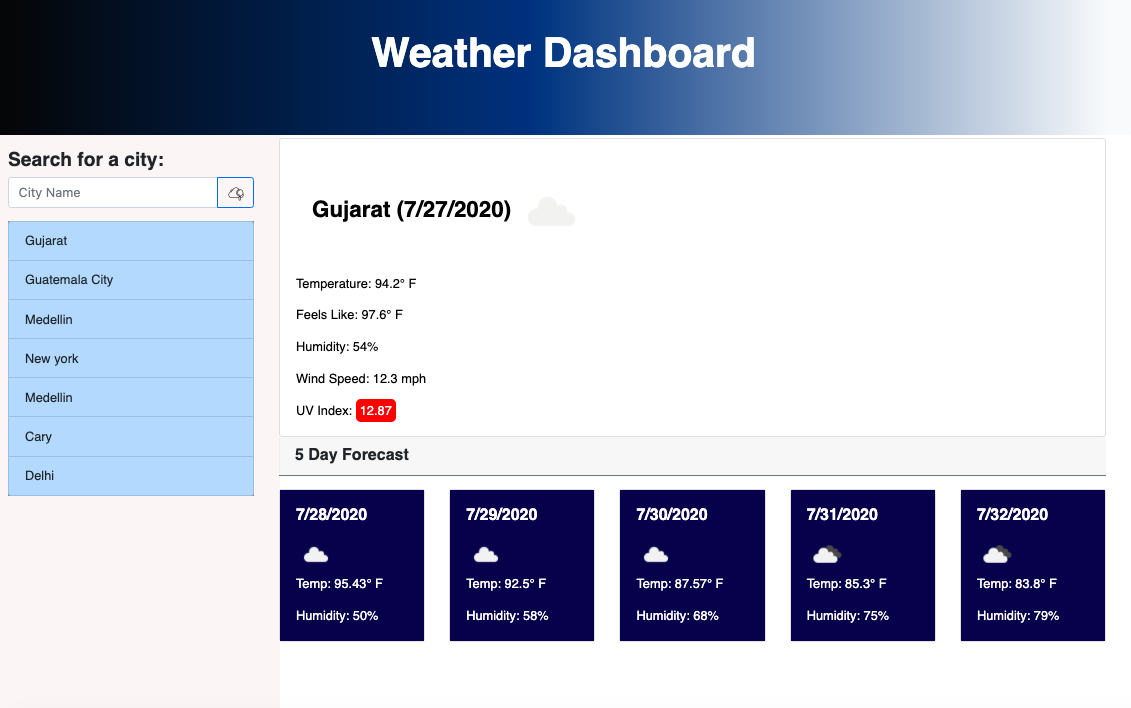 Weather Dashboard
Search for a city:
City Name
Gujarat
Guatemala City
Medellin
New york
Medellin
Cary
Delhi
Gujarat (7/27/2020)
Temperature: 94.2° F
Feels Like: 97.6° F
Humidity: 54%
Wind Speed: 12.3 mph
UV Index: 12.87
5 Day Forecast
7/28/2020
Temp: 95.43° F
Humidity: 50%
7/29/2020
Temp: 92.5° F
Humidity: 58%
7/30/2020
Temp: 87.57° F
Humidity: 68%
7/31/2020
Temp: 85.3° F
Humidity: 75%
7/32/2020
Temp: 83.8° F
Humidity: 79%